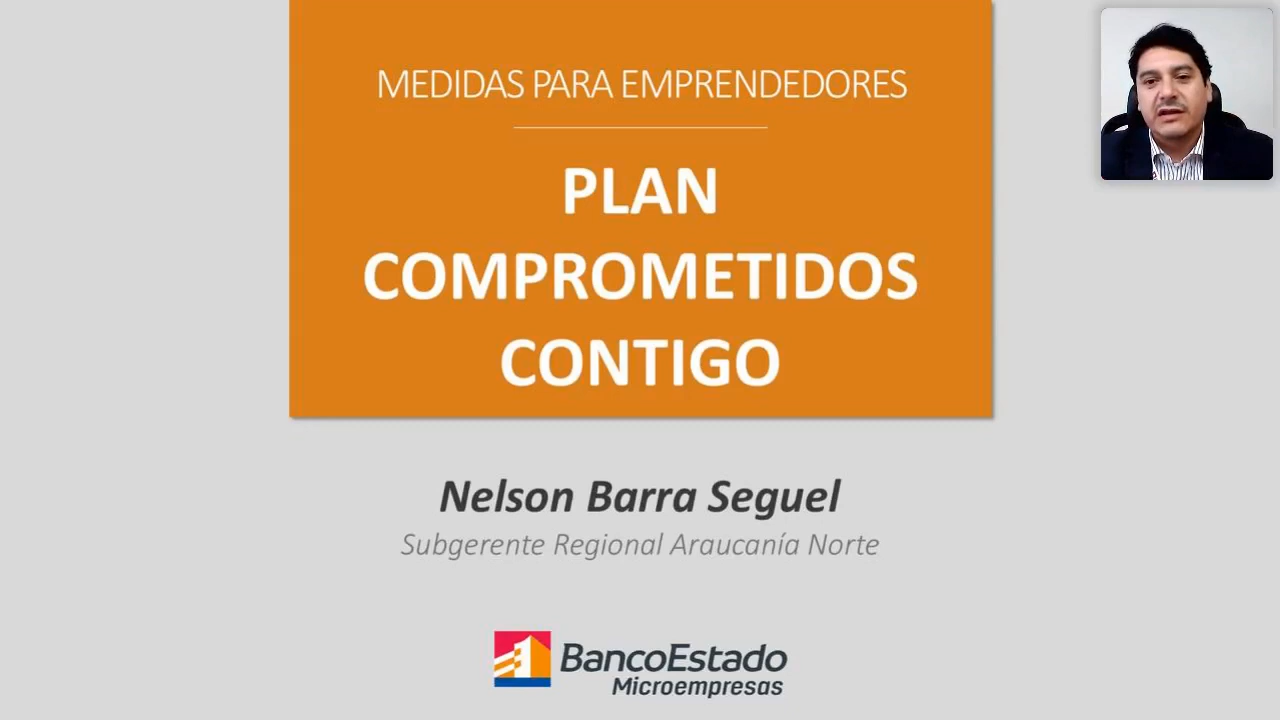 MEDIDAS PARA EMPRENDEDORES
PLAN
COMPROMETIDOS
CONTIGO
Nelson Barra Seguel
Subgerente Regional Araucanía Norte
BancoEstado
Microempresas